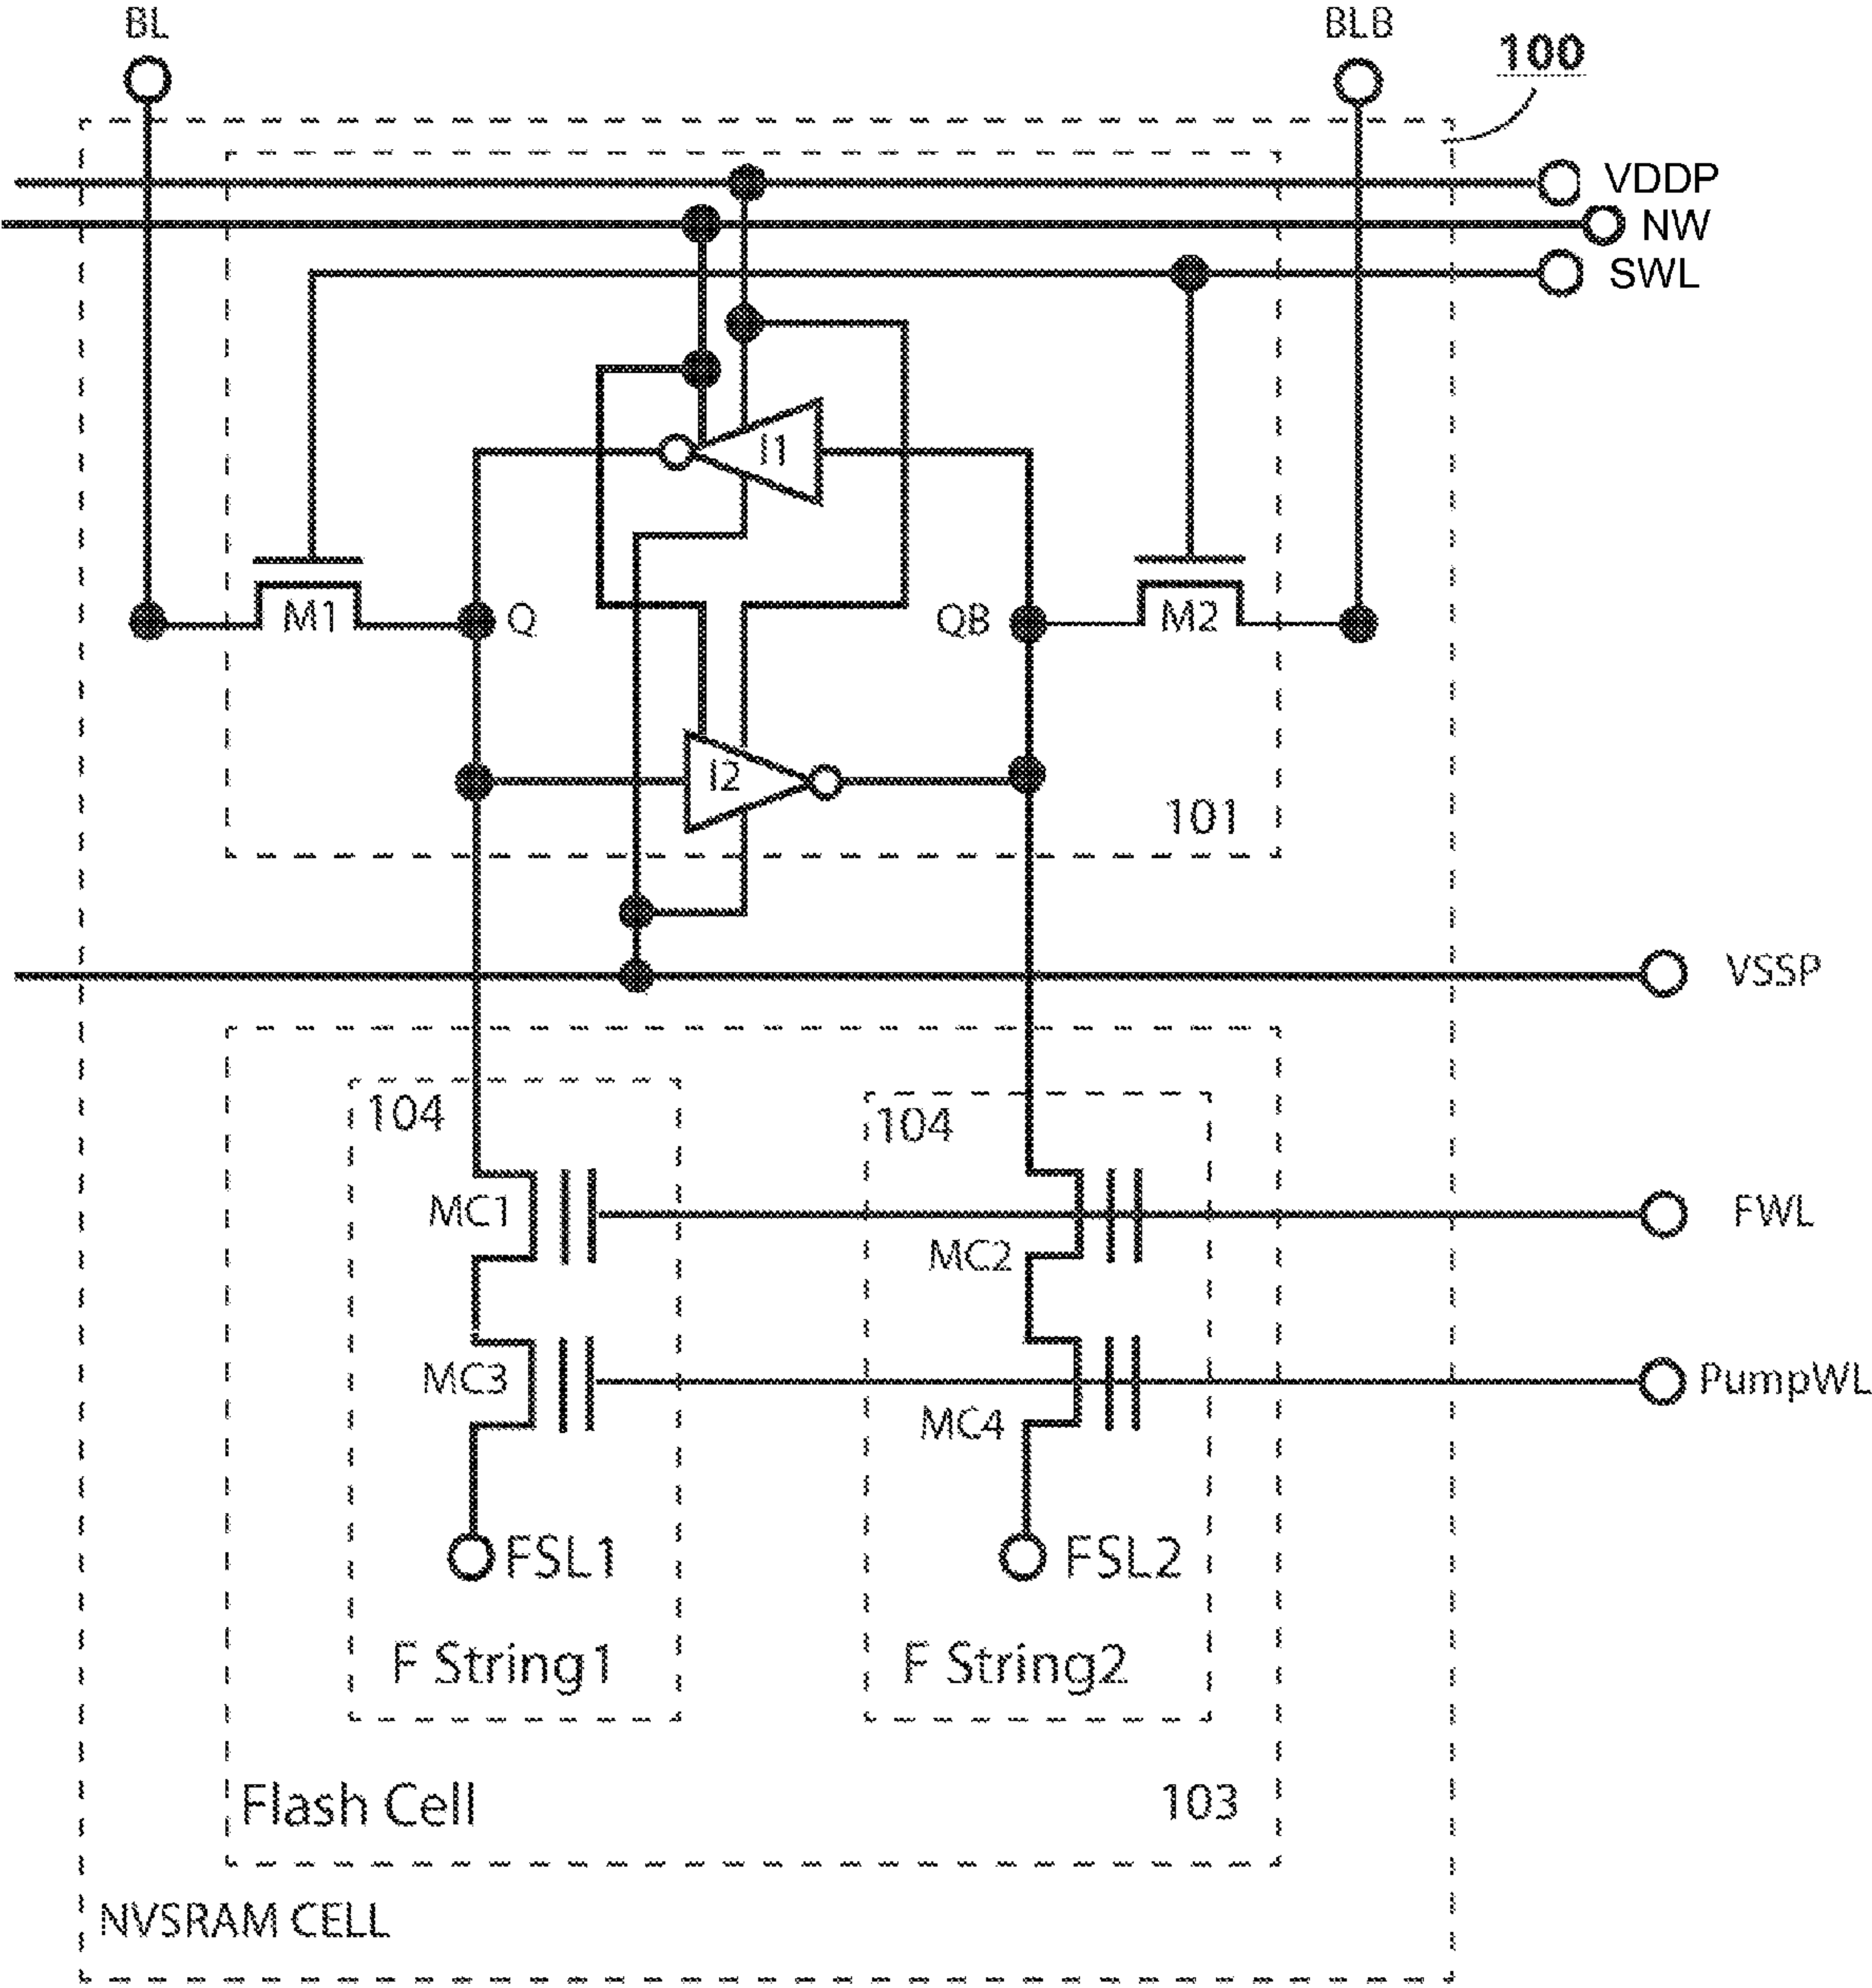 BL
BLB
100
VDDP
NW
SWL
I1
M1
Q
QB
M2
I2
101
VSSP
104
104
MC1
FWL
MC2
MC3
PumpWL
MC4
FSL1
FSL2
F String1
F String2
Flash Cell
103
NVSRAM CELL